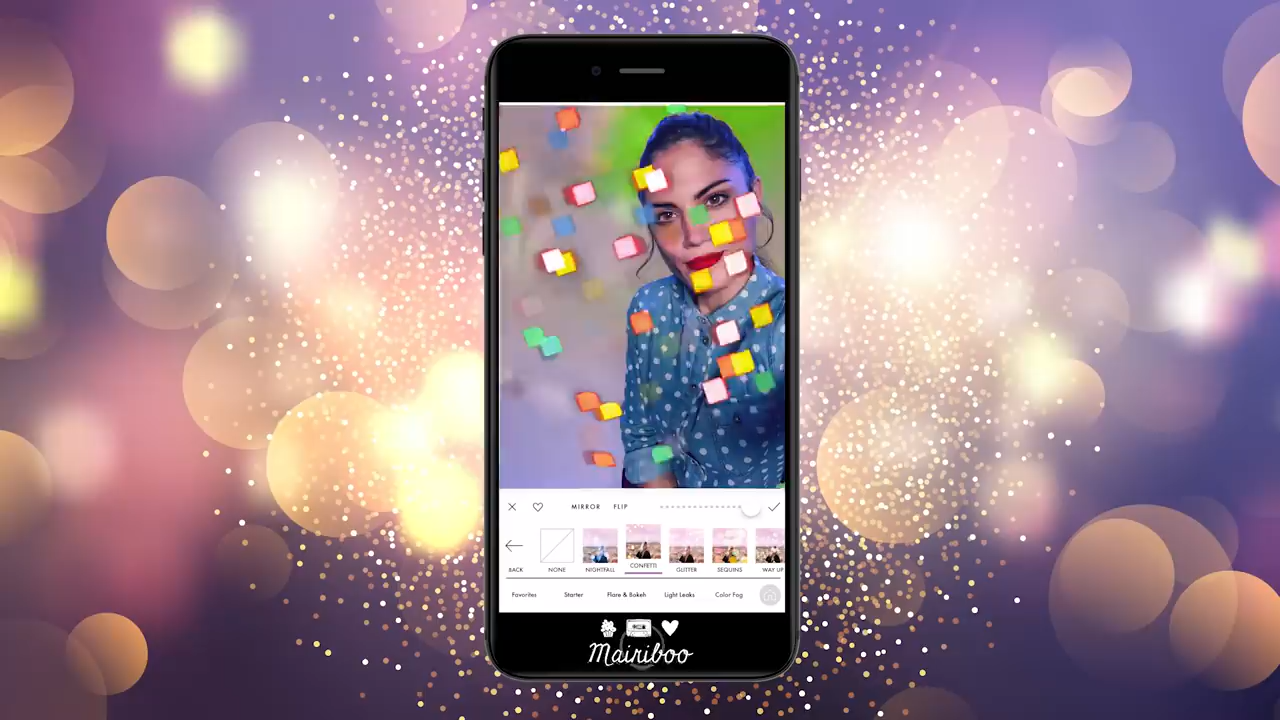 MIRROR FLIP
BACK NONE NIGHTFALL CONFETTI GLITTER SEQUINS WAY UP
Favorites Starter Flare & Bokeh Light Leaks Color Fog
Mairiboo